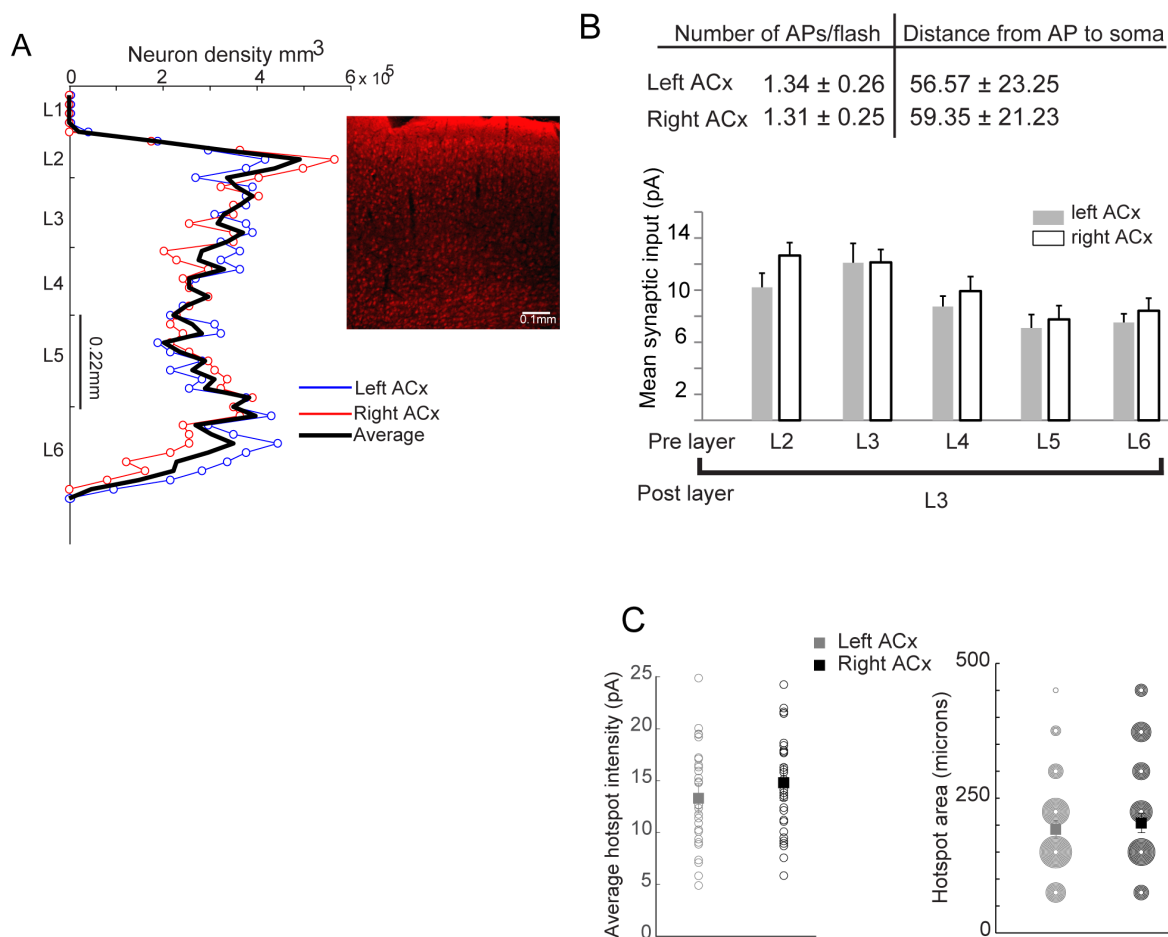 A
Neuron density mm3
0 2 4 6 x 10 5
L1
L2
L3
L4
L5
L6
0.22mm
0.1mm
Left ACx
Right ACx
Average
B
Number of APs/flash Distance from AP to soma
Left ACx 1.34 ± 0.26 56.57 ± 23.25
Right ACx 1.31 ± 0.25 59.35 ± 21.23
Mean synaptic input (pA)
14
10
6
2
left ACx
right ACx
Pre layer L2 L3 L4 L5 L6
Post layer L3
C
Left ACx
Right ACx
Average hotspot intensity (pA)
25
20
15
10
5
0
Hotspot area (microns)
500
250
0